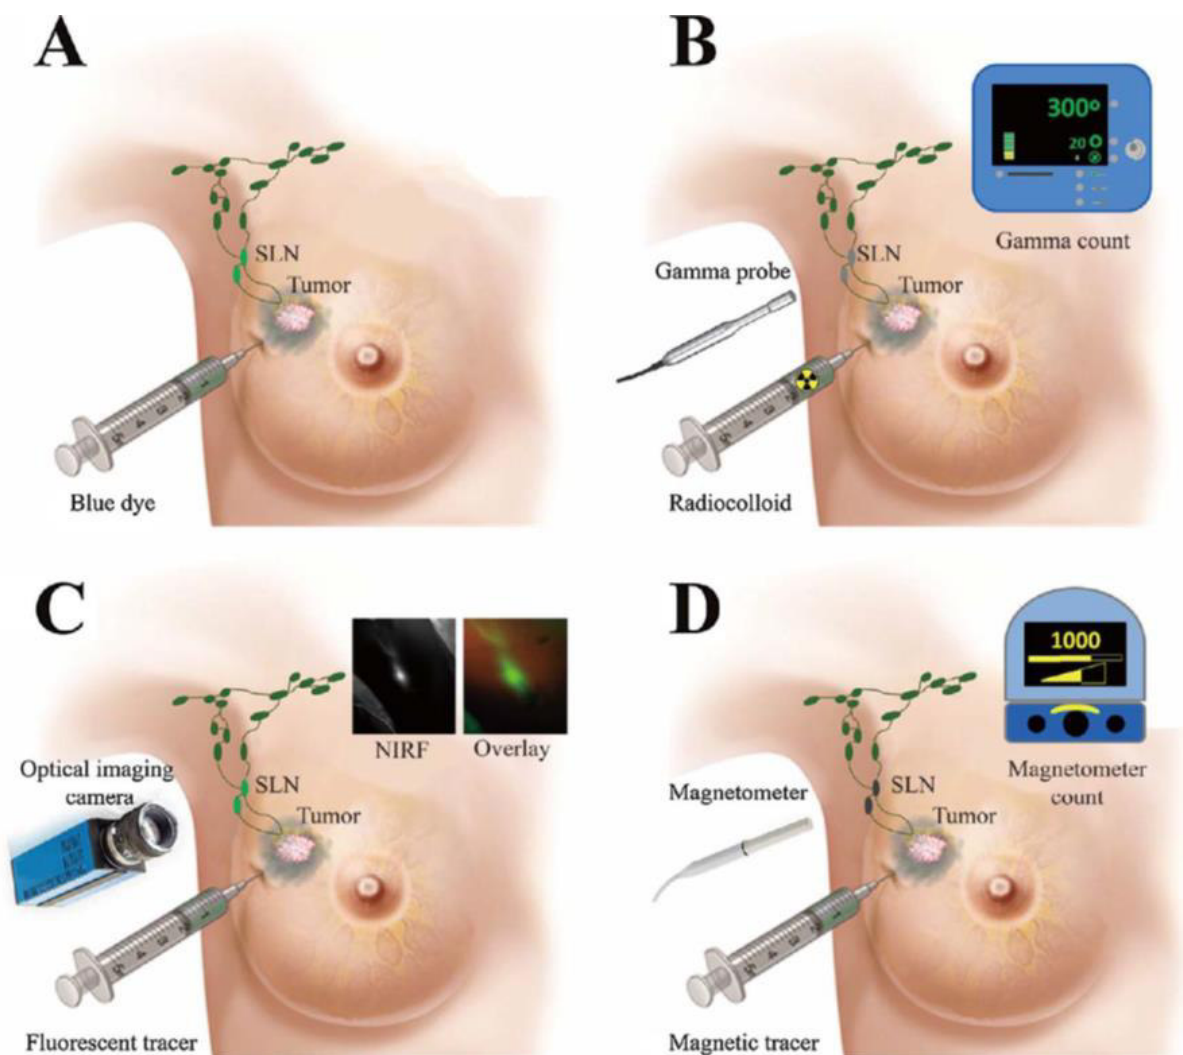 A
SLN
Tumor
Blue dye
B
300
20
Gamma count
Gamma probe
SLN
Tumor
Radiocolloid
C
NIRF
Overlay
Optical imaging
camera
SLN
Tumor
Fluorescent tracer
D
1000
Magnetometer
count
Magnetometer
SLN
Tumor
Magnetic tracer